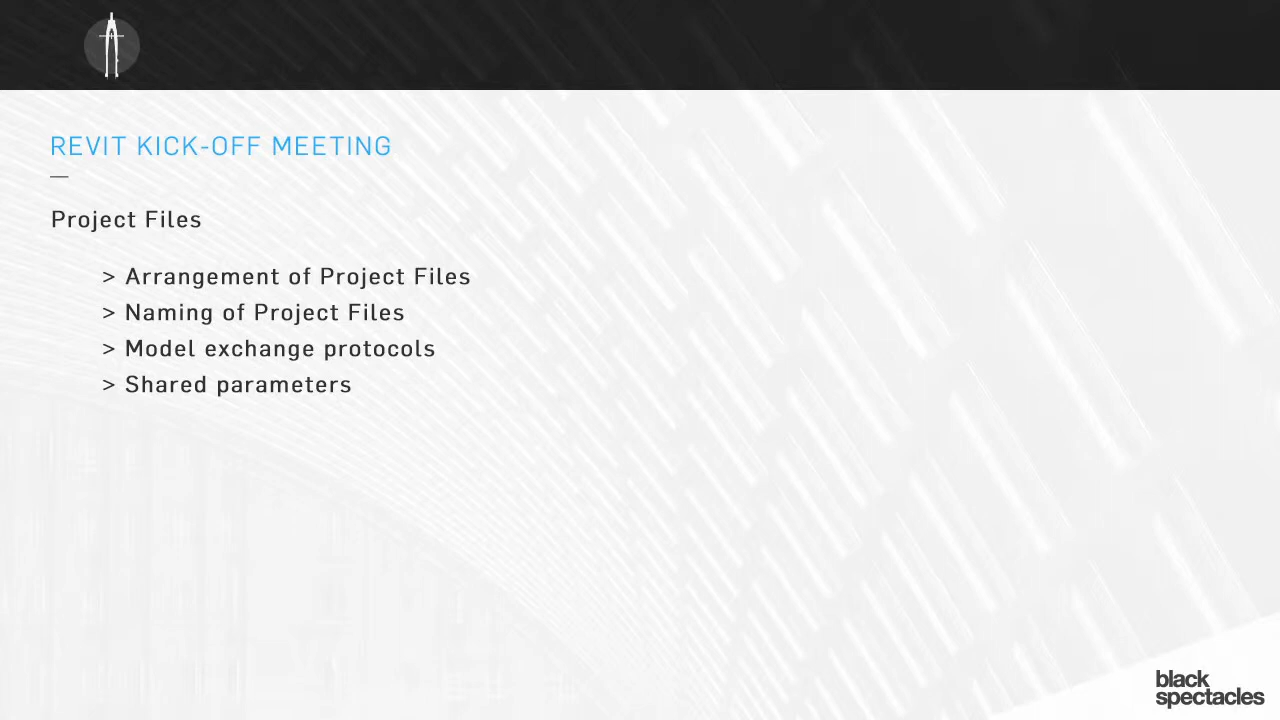 REVIT KICK-OFF MEETING
Project Files
> Arrangement of Project Files
> Naming of Project Files
> Model exchange protocols
> Shared parameters
black
spectacles